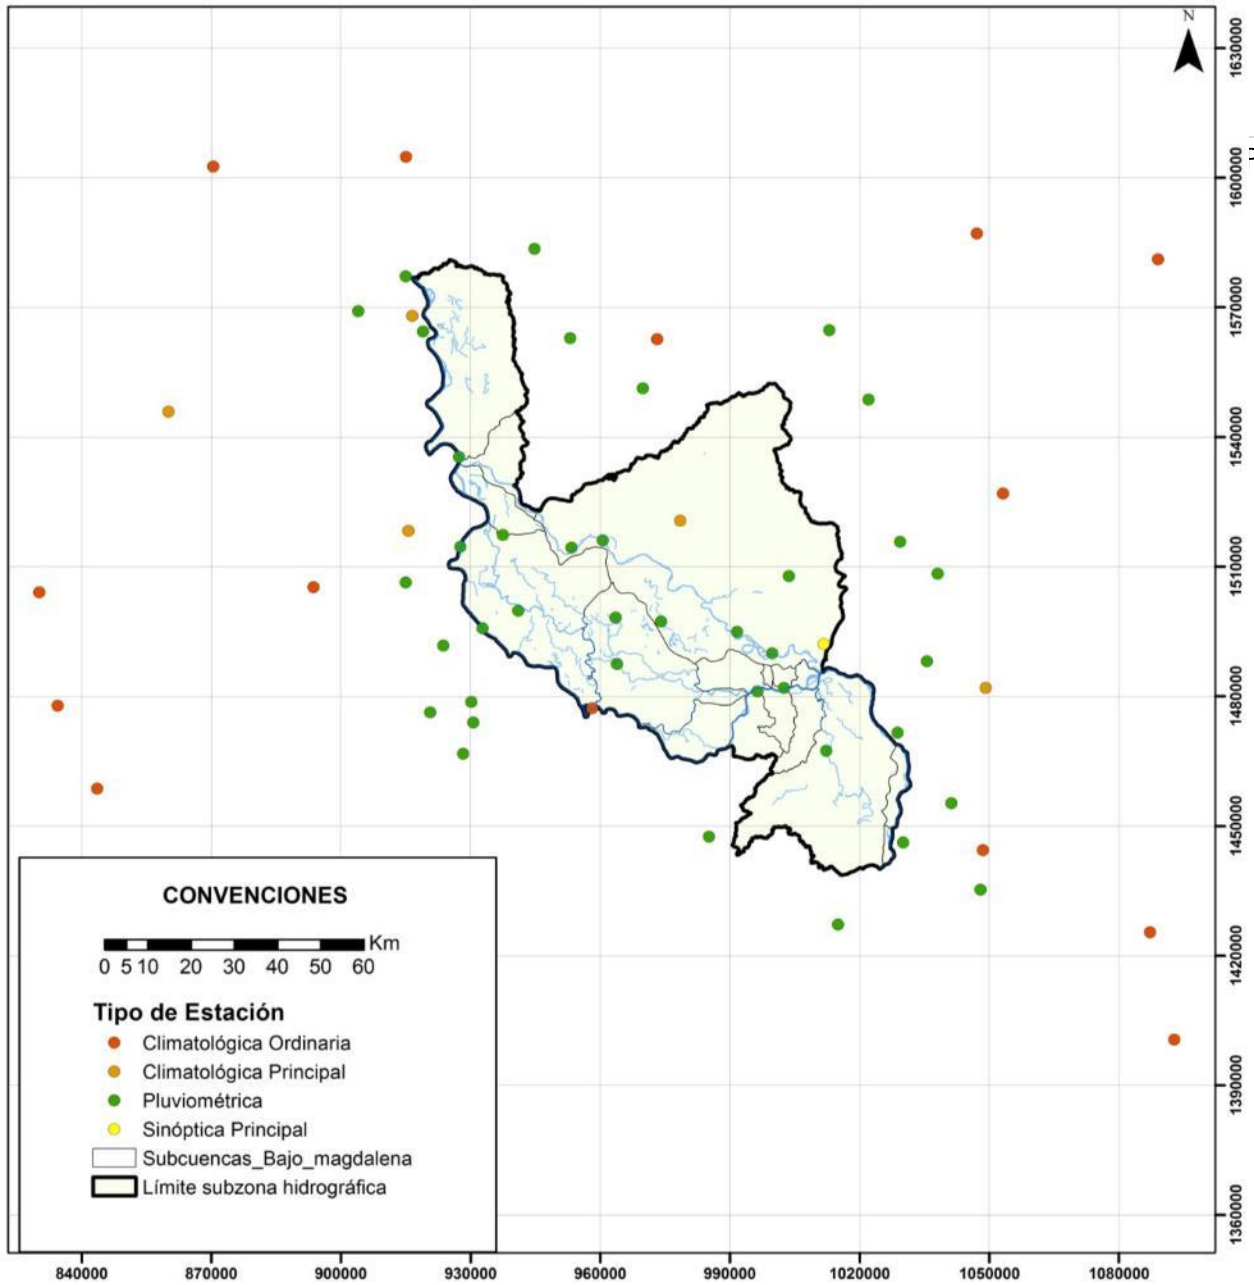 N
1630000
1600000
1570000
1540000
1510000
1480000
1450000
1420000
1390000
1360000
CONVENCIONES
Km
0 5 10 20 30 40 50 60
Tipo de Estación
Climatológica Ordinaria
Climatológica Principal
Pluviométrica
Sinóptica Principal
Subcuencas_Bajo_magdalena
Límite subzona hidrográfica
840000 870000 900000 930000 960000 990000 1020000 1050000 1080000